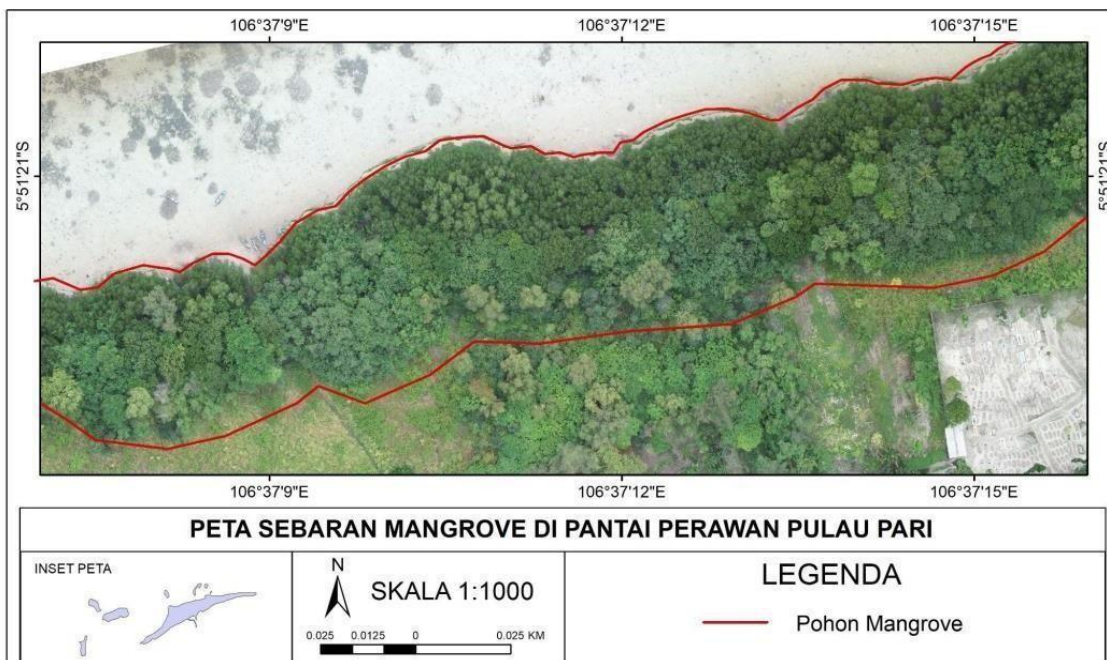 106°37'9"E 106°37'12"E 106°37'15"E
5°51'21"S 5°51'21"S
106°37'9"E 106°37'12"E 106°37'15"E
PETA SEBARAN MANGROVE DI PANTAI PERAWAN PULAU PARI
INSET PETA
N
SKALA 1:1000
0.025 0.0125 0 0.025 KM
LEGENDA
Pohon Mangrove